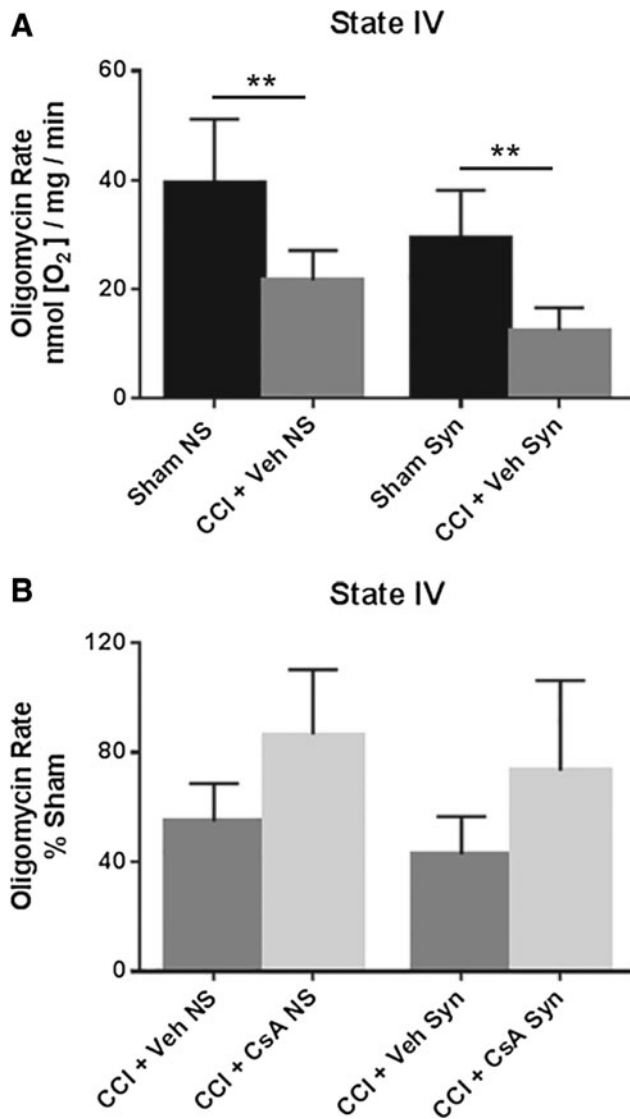 A
State IV
Oligomycin Rate
nmol [O₂] / mg / min
60
40
20
0
**
**
Sham NS
CCI + Veh NS
Sham Syn
CCI + Veh Syn
B
State IV
Oligomycin Rate
% Sham
120
80
40
0
CCI + Veh NS
CCI + CsA NS
CCI + Veh Syn
CCI + CsA Syn